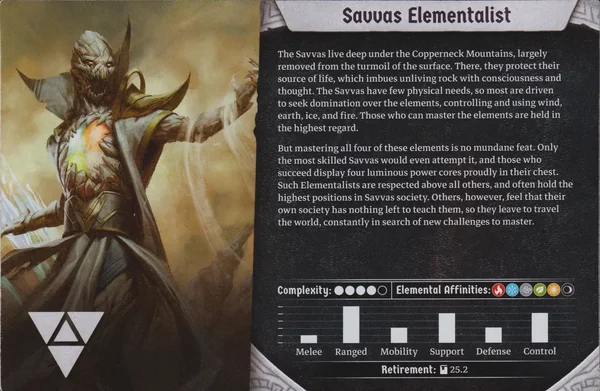 Savvas Elementalist
The Savvas live deep under the Copperneck Mountains, largely
removed from the turmoil of the surface. There, they protect their
source of life, which imbues unliving rock with consciousness and
thought. The Savvas have few physical needs, so most are driven
to seek domination over the elements, controlling and using wind,
earth, ice, and fire. Those who can master the elements are held in
the highest regard.
But mastering all four of these elements is no mundane feat. Only
the most skilled Savvas would even attempt it, and those who
succeed display four luminous power cores proudly in their chest.
Such Elementalists are respected above all others, and often hold the
highest positions in Savvas society. Others, however, feel that their
own society has nothing left to teach them, so they leave to travel
the world, constantly in search of new challenges to master.
Complexity: Elemental Affinities:
Melee Ranged Mobility Support Defense Control
Retirement: 25.2